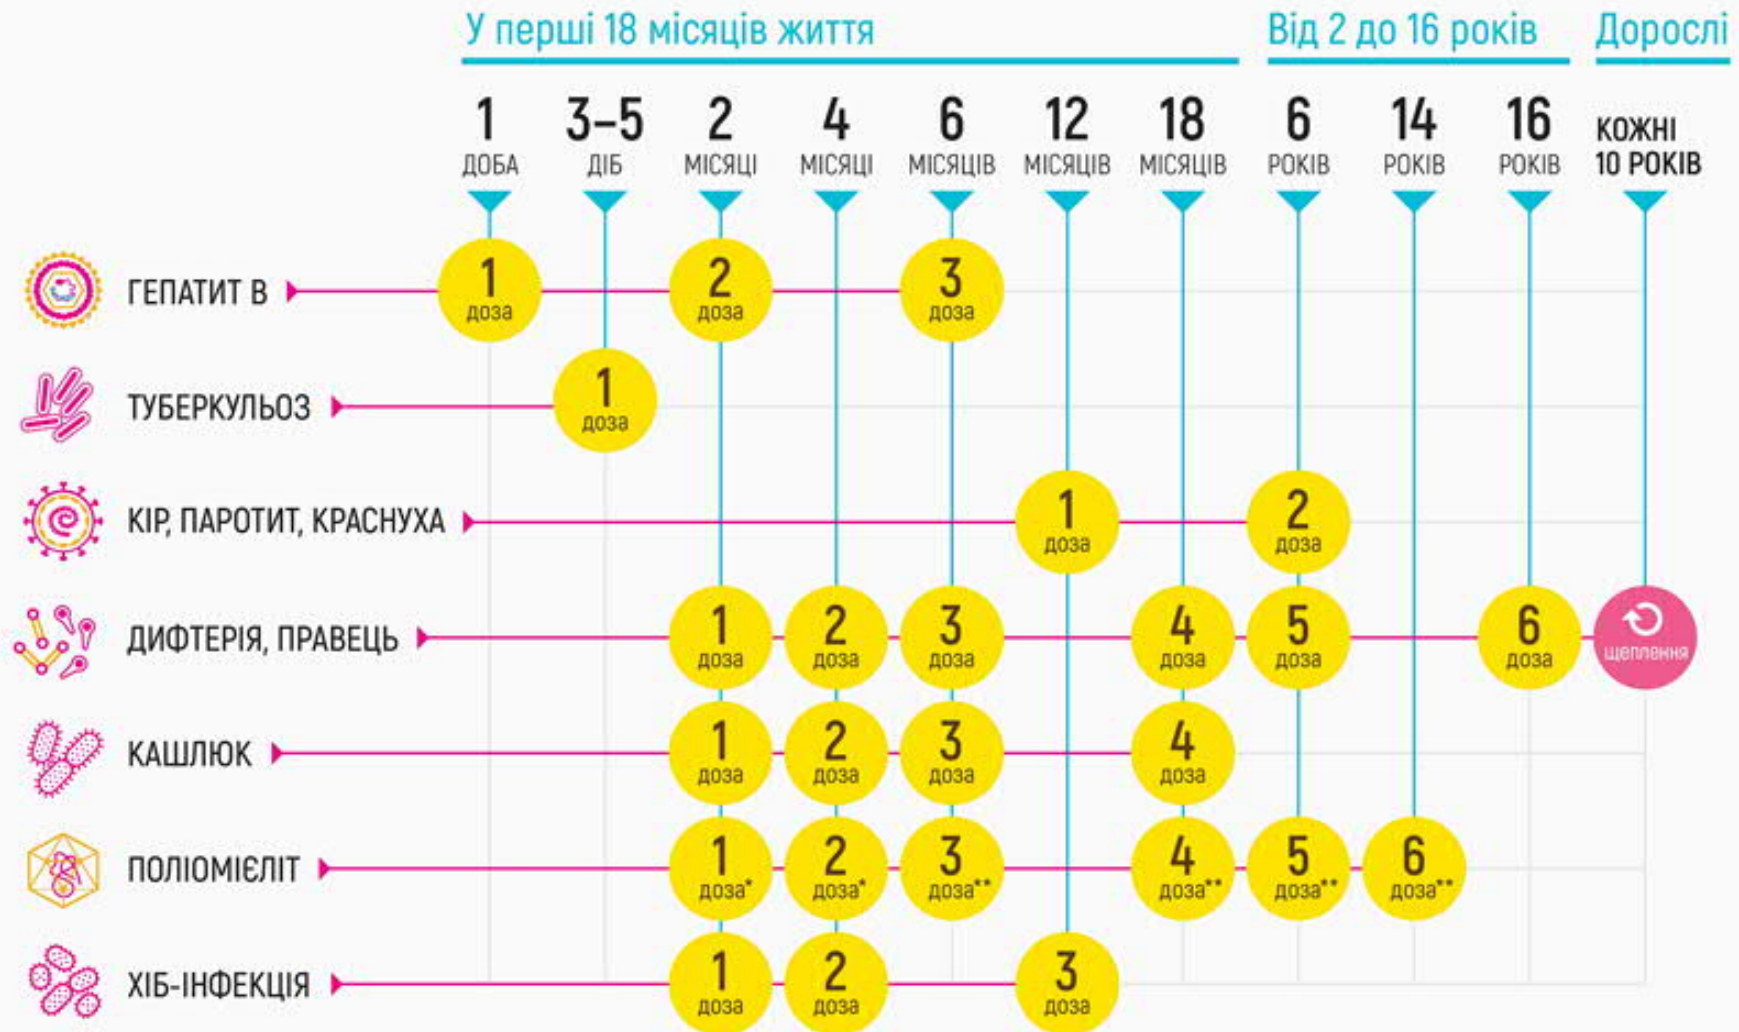 У перші 18 місяців життя Від 2 до 16 років Дорослі
1 3–5 2 4 6 12 18 6 14 16 КОЖНІ
ДОБА ДІБ МІСЯЦІ МІСЯЦІ МІСЯЦІВ МІСЯЦІВ МІСЯЦІВ РОКІВ РОКІВ РОКІВ 10 РОКІВ
ГЕПАТИТ В 1 доза 2 доза 3 доза
ТУБЕРКУЛЬОЗ 1 доза
КІР, ПАРОТИТ, КРАСНУХА 1 доза 2 доза
ДИФТЕРІЯ, ПРАВЕЦЬ 1 доза 2 доза 3 доза 4 доза 5 доза 6 доза щеплення
КАШЛЮК 1 доза 2 доза 3 доза 4 доза
ПОЛІОМІЄЛІТ 1 доза* 2 доза* 3 доза** 4 доза** 5 доза** 6 доза**
ХІБ-ІНФЕКЦІЯ 1 доза 2 доза 3 доза